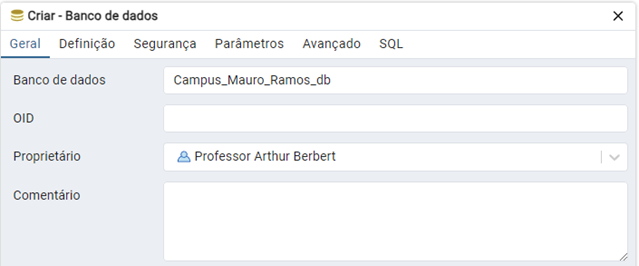 Criar - Banco de dados
Geral Definição Segurança Parâmetros Avançado SQL
Banco de dados Campus_Mauro_Ramos_db
OID
Proprietário Professor Arthur Berbert
Comentário